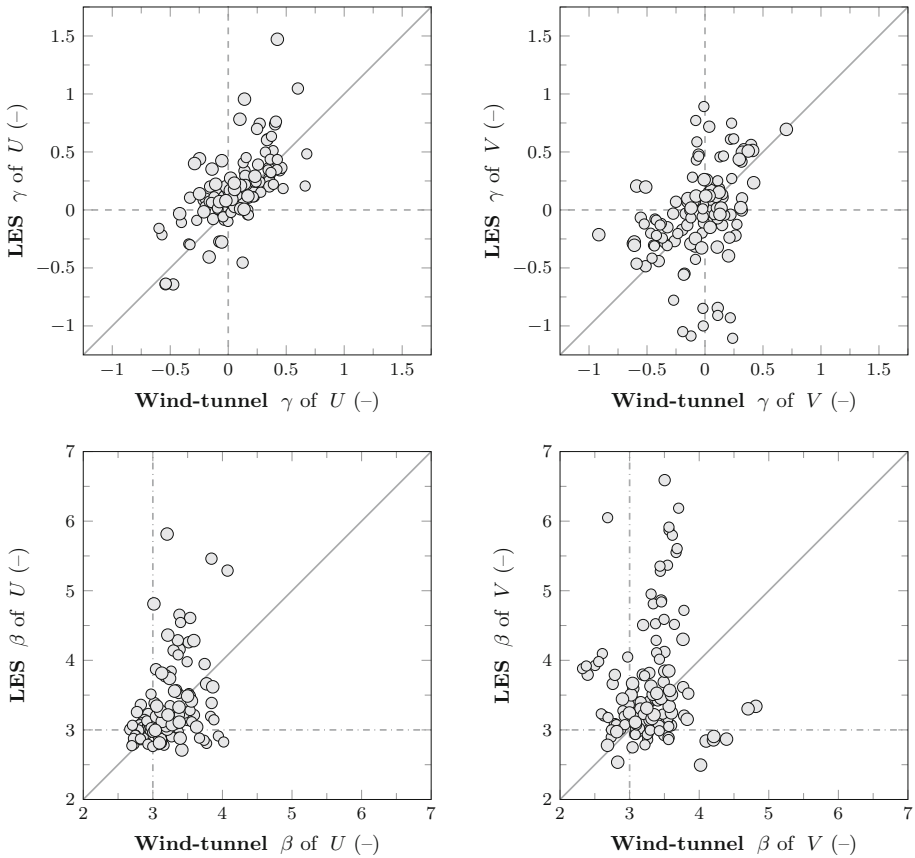 1.5
1
0.5
0
−0.5
−1
−1 −0.5 0 0.5 1 1.5
LES γ of U (–)
Wind-tunnel γ of U (–)
1.5
1
0.5
0
−0.5
−1
−1 −0.5 0 0.5 1 1.5
LES γ of V (–)
Wind-tunnel γ of V (–)
7
6
5
4
3
2
2 3 4 5 6 7
LES β of U (–)
Wind-tunnel β of U (–)
7
6
5
4
3
2
2 3 4 5 6 7
LES β of V (–)
Wind-tunnel β of V (–)